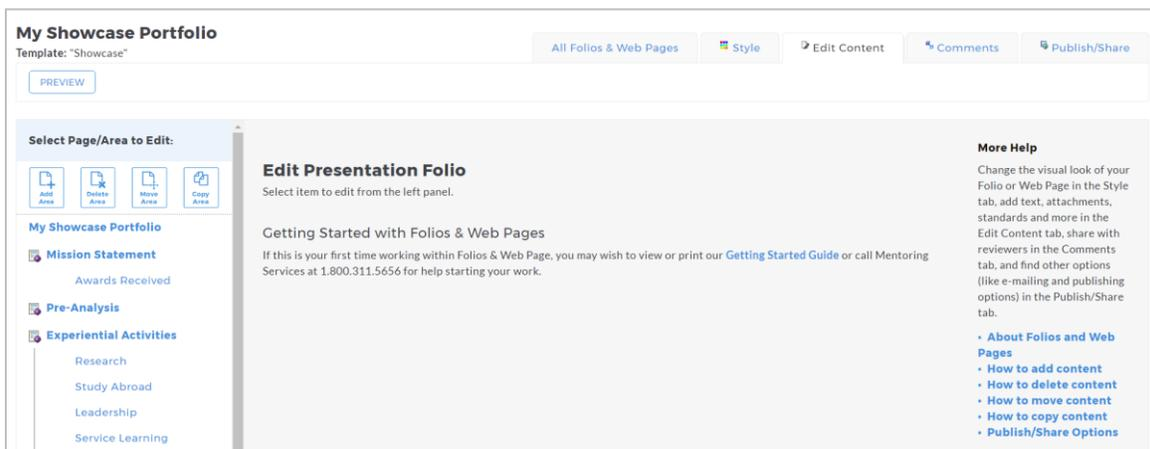 My Showcase Portfolio
Template: "Showcase"
All Folios & Web Pages
Style
Edit Content
Comments
Publish/Share
PREVIEW
Select Page/Area to Edit:
Add
Area
Delete
Area
Move
Area
Copy
Area
My Showcase Portfolio
Mission Statement
Awards Received
Pre-Analysis
Experiential Activities
Research
Study Abroad
Leadership
Service Learning
Edit Presentation Folio
Select item to edit from the left panel.
Getting Started with Folios & Web Pages
If this is your first time working within Folios & Web Page, you may wish to view or print our Getting Started Guide or call Mentoring
Services at 1.800.311.5656 for help starting your work.
More Help
Change the visual look of your
Folio or Web Page in the Style
tab, add text, attachments,
standards and more in the
Edit Content tab, share with
reviewers in the Comments
tab, and find other options
(like e-mailing and publishing
options) in the Publish/Share
tab.
• About Folios and Web
Pages
• How to add content
• How to delete content
• How to move content
• How to copy content
• Publish/Share Options